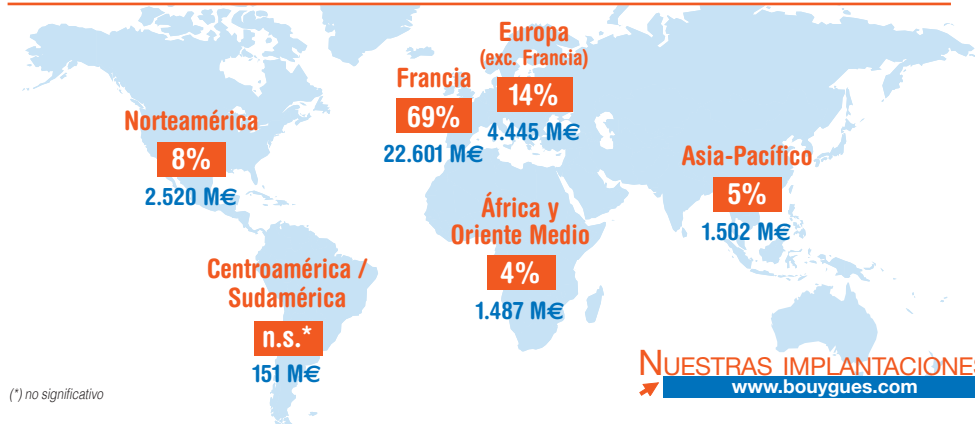 Europa
(exc. Francia)
14%
4.445 M€
Francia
69%
22.601 M€
Norteamérica
8%
2.520 M€
Asia-Pacífico
5%
1.502 M€
África y
Oriente Medio
4%
1.487 M€
Centroamérica /
Sudamérica
n.s.*
151 M€
(*) no significativo
NUESTRAS IMPLANTACIONES
www.bouygues.com